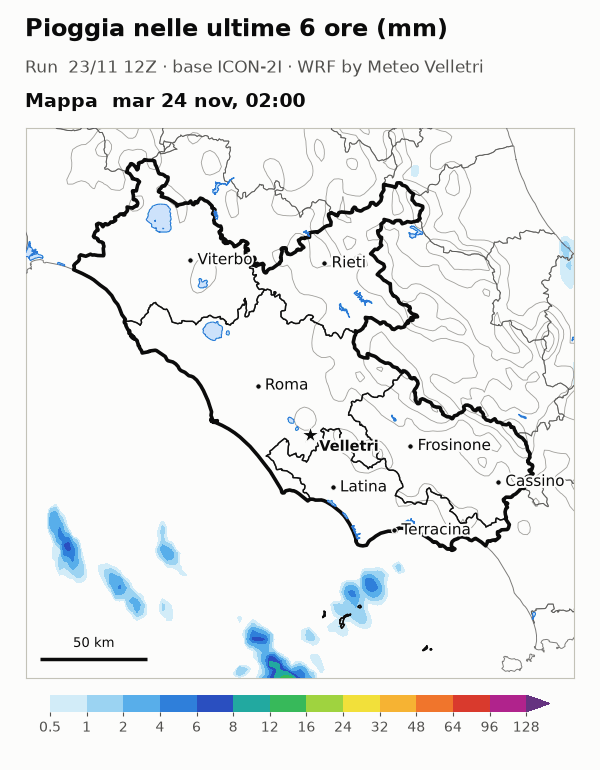 Pioggia nelle ultime 6 ore (mm)
Run  23/11 12Z · base ICON-2I · WRF by Meteo Velletri
Mappa  mar 24 nov, 02:00
Viterbo
Rieti
Roma
Velletri
Frosinone
Latina
Cassino
Terracina
50 km
0.5 1 2 4 6 8 12 16 24 32 48 64 96 128